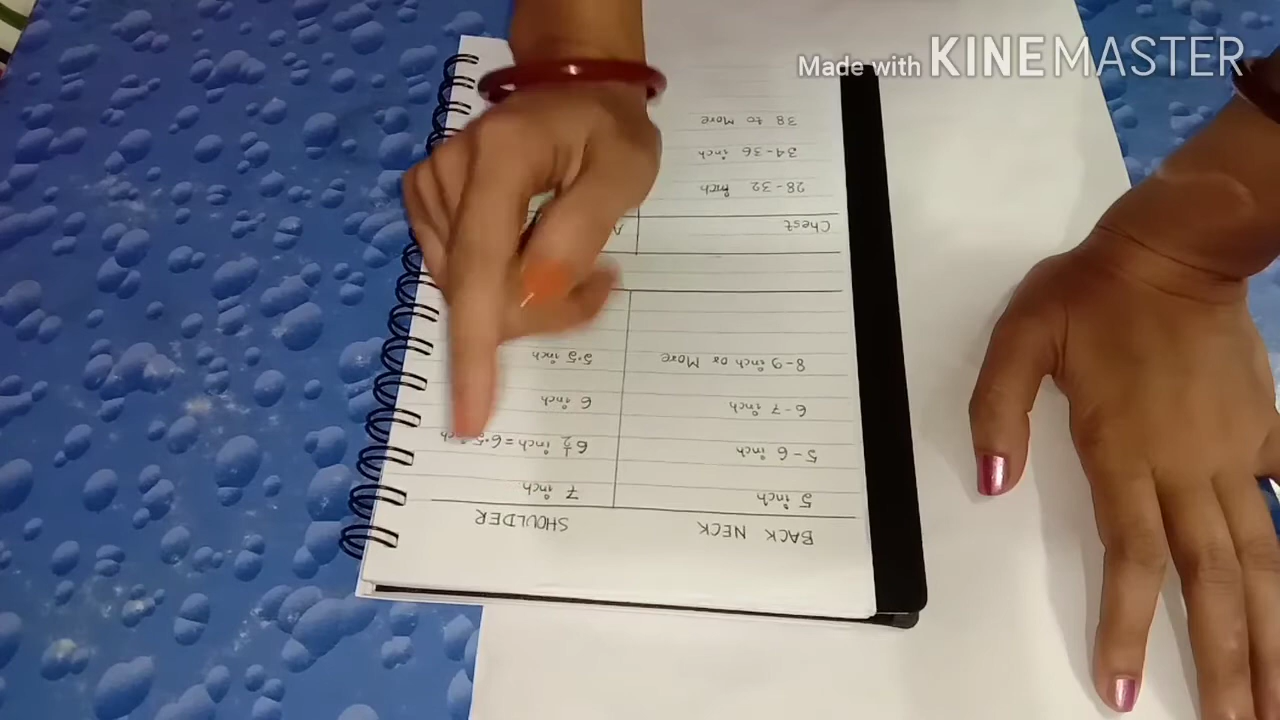 Made with KINEMASTER
BACK NECK SHOULDER
5 inch 7 inch
5-6 inch 6 1/2 inch = 6.5
6-7 inch 6 inch
8-9 inch or More 5.5 inch
Chest
28-32 inch
34-36 inch
38 to More